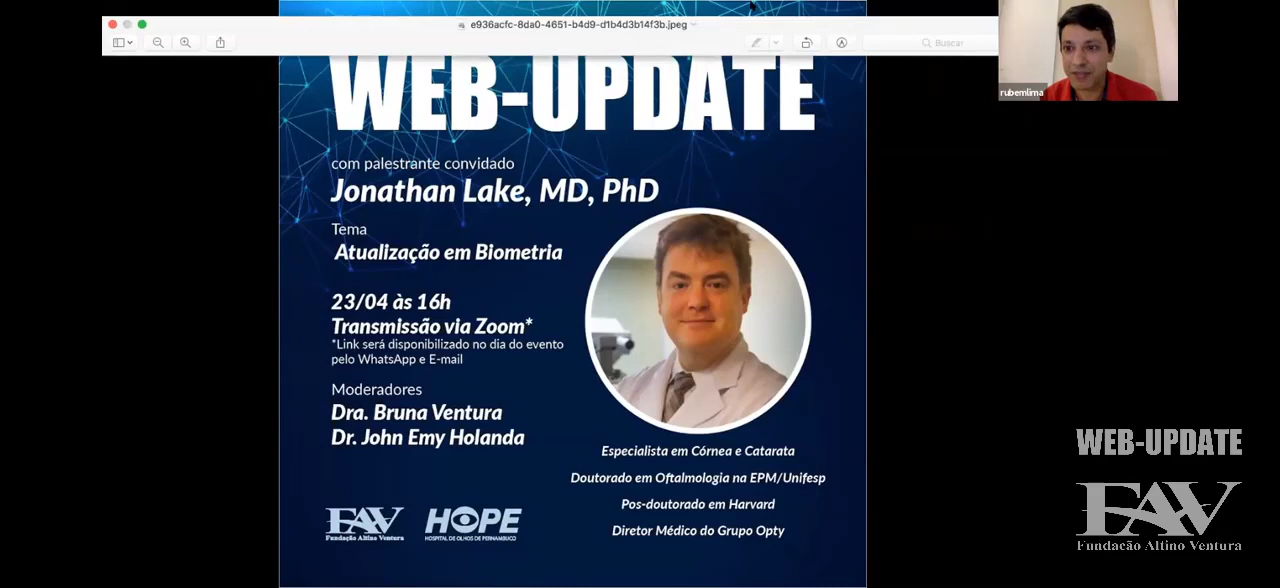 e936acfc-8da0-4651-b4d9-d1b4d3b14f3b.jpeg
Buscar
rubemlima
WEB-UPDATE
com palestrante convidado
Jonathan Lake, MD, PhD
Tema
Atualização em Biometria
23/04 às 16h
Transmissão via Zoom*
*Link será disponibilizado no dia do evento
pelo WhatsApp e E-mail
Moderadores
Dra. Bruna Ventura
Dr. John Emy Holanda
Especialista em Córnea e Catarata
Doutorado em Oftalmologia na EPM/Unifesp
Pos-doutorado em Harvard
Diretor Médico do Grupo Opty
FAV
Fundação Altino Ventura
HOPE
HOSPITAL DE OLHOS DE PERNAMBUCO
WEB-UPDATE
FAV
Fundação Altino Ventura